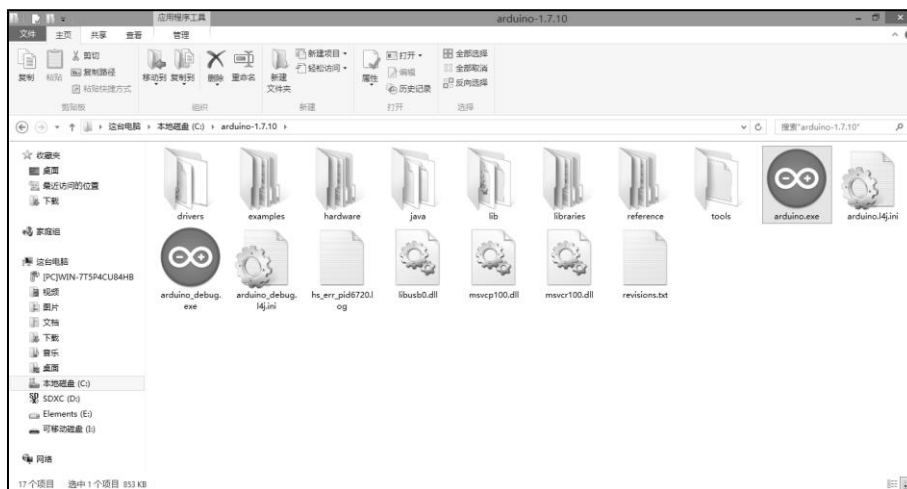 应用程序工具
arduino-1.7.10
文件 主页 共享 查看 管理
复制
粘贴
剪切
复制路径
粘贴快捷方式
剪贴板
移动到
复制到
删除
重命名
组织
新建
文件夹
新建项目
轻松访问
新建
属性
打开
编辑
历史记录
打开
全部选择
全部取消
反向选择
选择
这台电脑 本地磁盘 (C:) arduino-1.7.10
搜索"arduino-1.7.10"
收藏夹
桌面
最近访问的位置
下载
家庭组
这台电脑
[PC]WIN-7T5P4CU84HB
视频
图片
文档
下载
音乐
桌面
本地磁盘 (C:)
SDXC (D:)
Elements (E:)
可移动磁盘 (I:)
网络
drivers
examples
hardware
java
lib
libraries
reference
tools
arduino.exe
arduino.l4j.ini
arduino_debug.
exe
arduino_debug.
l4j.ini
hs_err_pid6720.l
og
libusb0.dll
msvcp100.dll
msvcr100.dll
revisions.txt
17 个项目 选中 1 个项目 853 KB